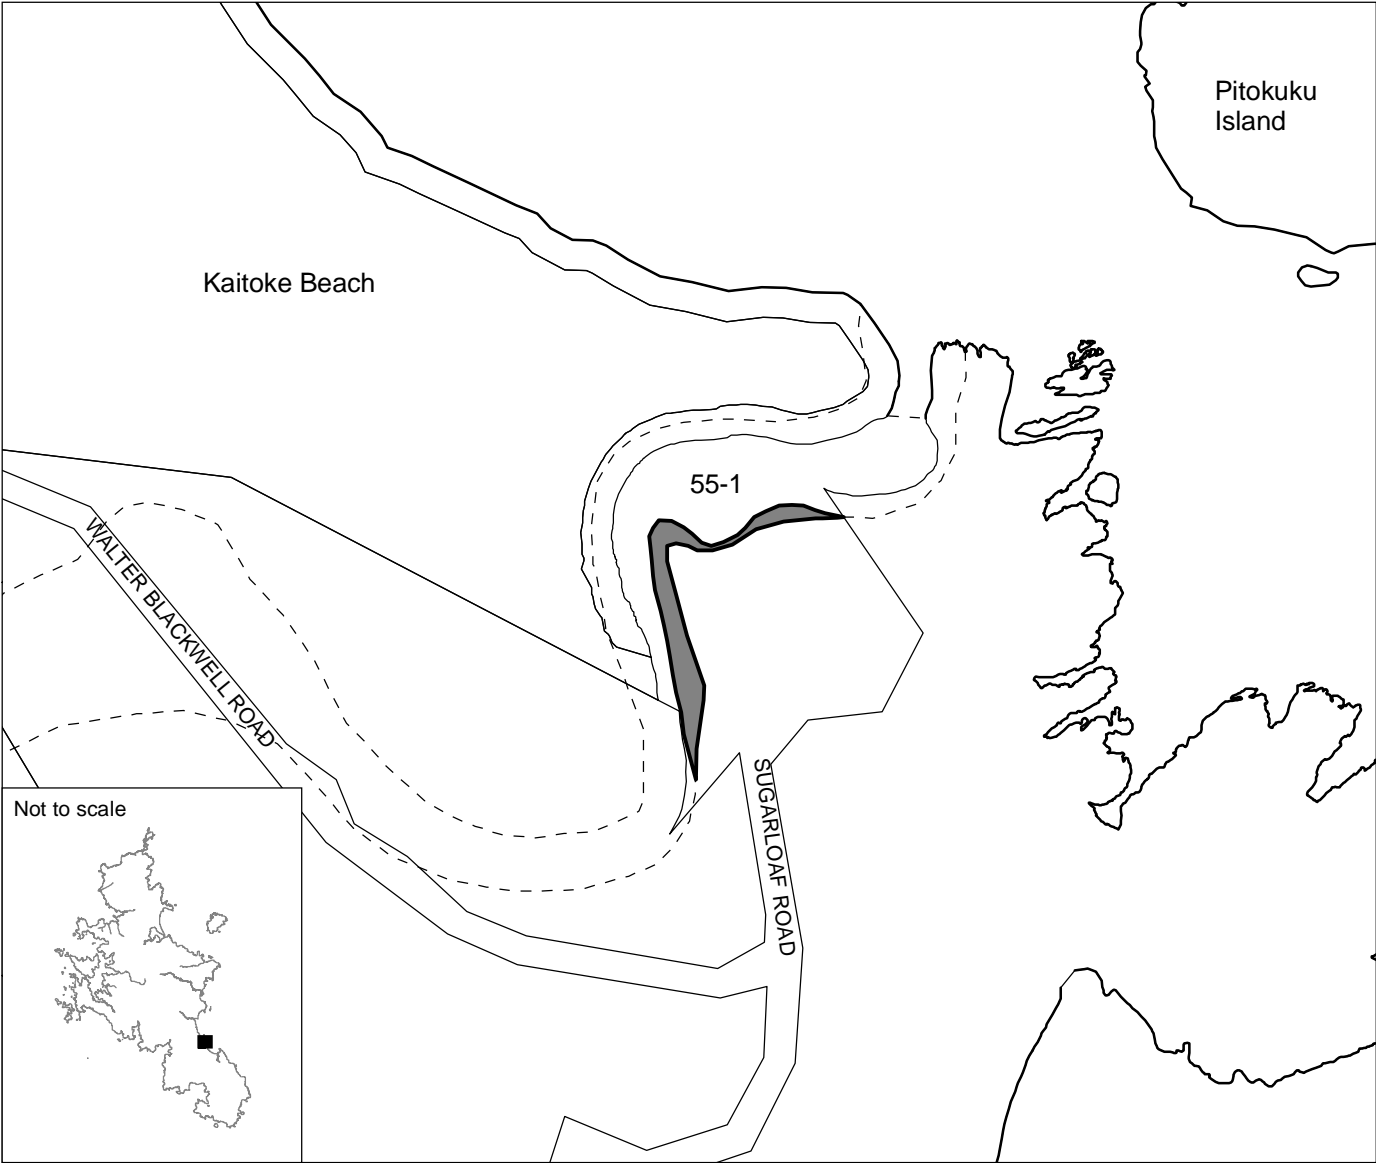 Pitokuku
Island
Kaitoke Beach
55-1
WALTER BLACKWELL ROAD
SUGARLOAF ROAD
Not to scale